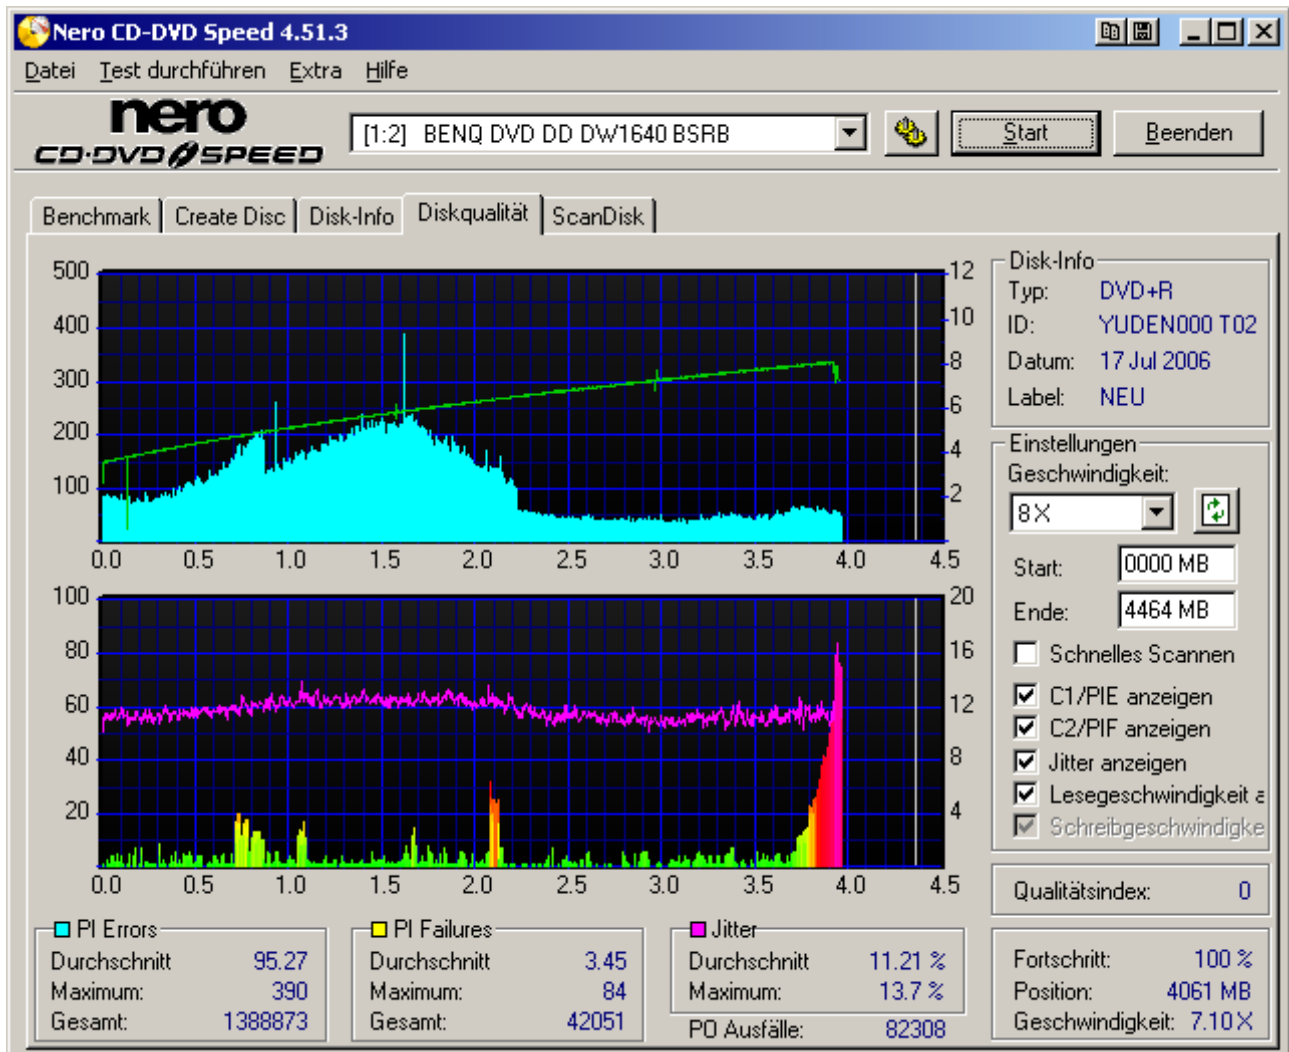 Nero CD-DVD Speed 4.51.3
Datei Test durchführen Extra Hilfe
nero
CD·DVD SPEED
[1:2] BENQ DVD DD DW1640 BSRB
Start
Beenden
Benchmark Create Disc Disk-Info Diskqualität ScanDisk
500 400 300 200 100
12 10 8 6 4 2
0.0 0.5 1.0 1.5 2.0 2.5 3.0 3.5 4.0 4.5
100 80 60 40 20
20 16 12 8 4
0.0 0.5 1.0 1.5 2.0 2.5 3.0 3.5 4.0 4.5
Disk-Info
Typ: DVD+R
ID: YUDEN000 T02
Datum: 17 Jul 2006
Label: NEU
Einstellungen
Geschwindigkeit:
8X
Start: 0000 MB
Ende: 4464 MB
Schnelles Scannen
C1/PIE anzeigen
C2/PIF anzeigen
Jitter anzeigen
Lesegeschwindigkeit a
Schreibgeschwindigke
Qualitätsindex: 0
PI Errors
Durchschnitt 95.27
Maximum: 390
Gesamt: 1388873
PI Failures
Durchschnitt 3.45
Maximum: 84
Gesamt: 42051
Jitter
Durchschnitt 11.21 %
Maximum: 13.7 %
PO Ausfälle: 82308
Fortschritt: 100 %
Position: 4061 MB
Geschwindigkeit: 7.10X